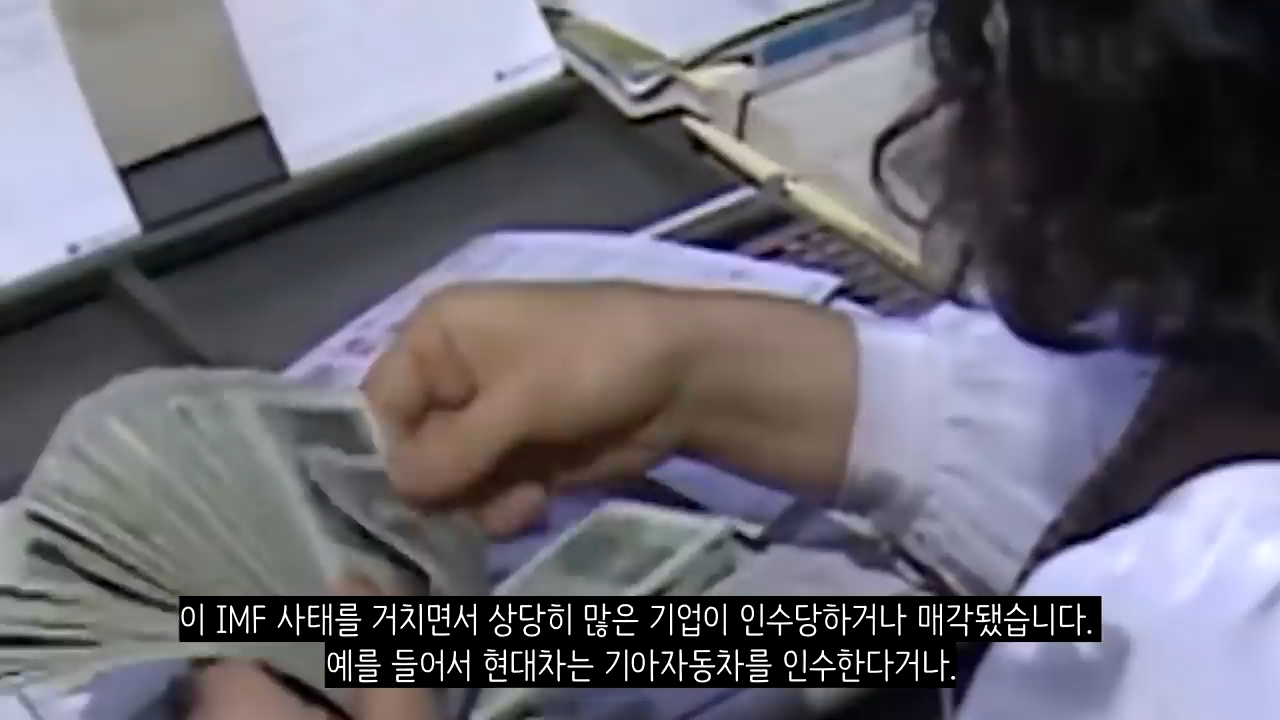 이 IMF 사태를 거치면서 상당히 많은 기업이 인수당하거나 매각됐습니다.
예를 들어서 현대차는 기아자동차를 인수한다거나.